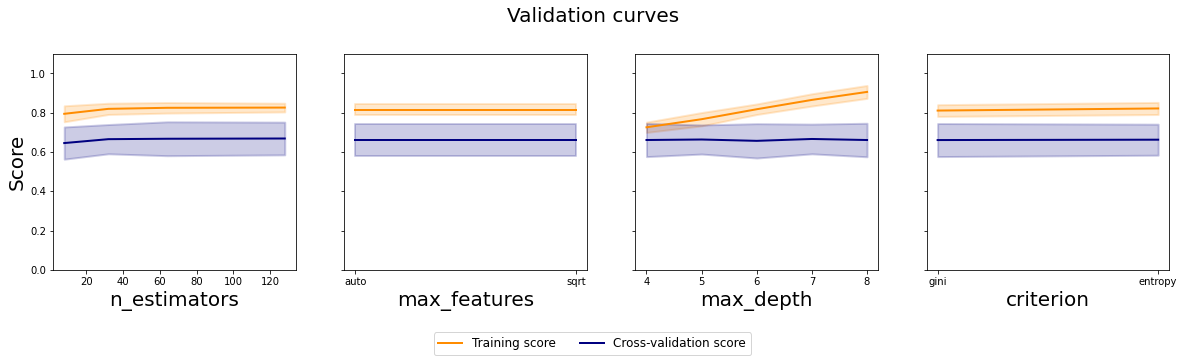 Validation curves
Score
1.0
0.8
0.6
0.4
0.2
0.0
20 40 60 80 100 120
n_estimators
auto sqrt
max_features
4 5 6 7 8
max_depth
gini entropy
criterion
Training score Cross-validation score